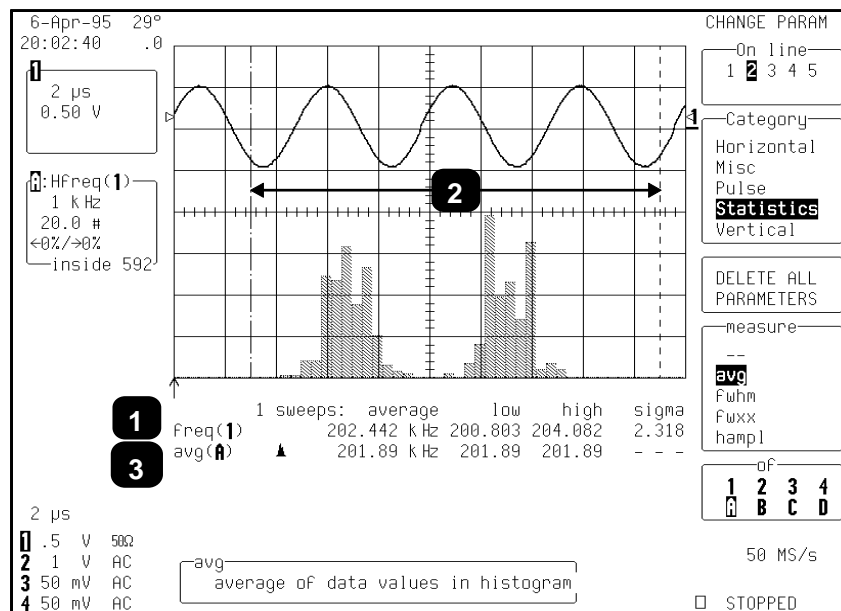 6-Apr-95 29°
20:02:40 .0
1
2 µs
0.50 V
A:Hfreq(1)
1 kHz
20.0 #
←0%/→0%
inside 592
2
1
1 sweeps: average low high sigma
1
freq(1) 202.442 kHz 200.803 204.082 2.318
3
avg(A) 201.89 kHz 201.89 201.89 - - -
2 µs
1 .5 V 50Ω
2 1 V AC
3 50 mV AC
4 50 mV AC
avg
average of data values in histogram
CHANGE PARAM
On line
1 2 3 4 5
Category
Horizontal
Misc
Pulse
Statistics
Vertical
DELETE ALL
PARAMETERS
measure
--
avg
fwhm
fwxx
hampl
of
1 2 3 4
A B C D
50 MS/s
STOPPED